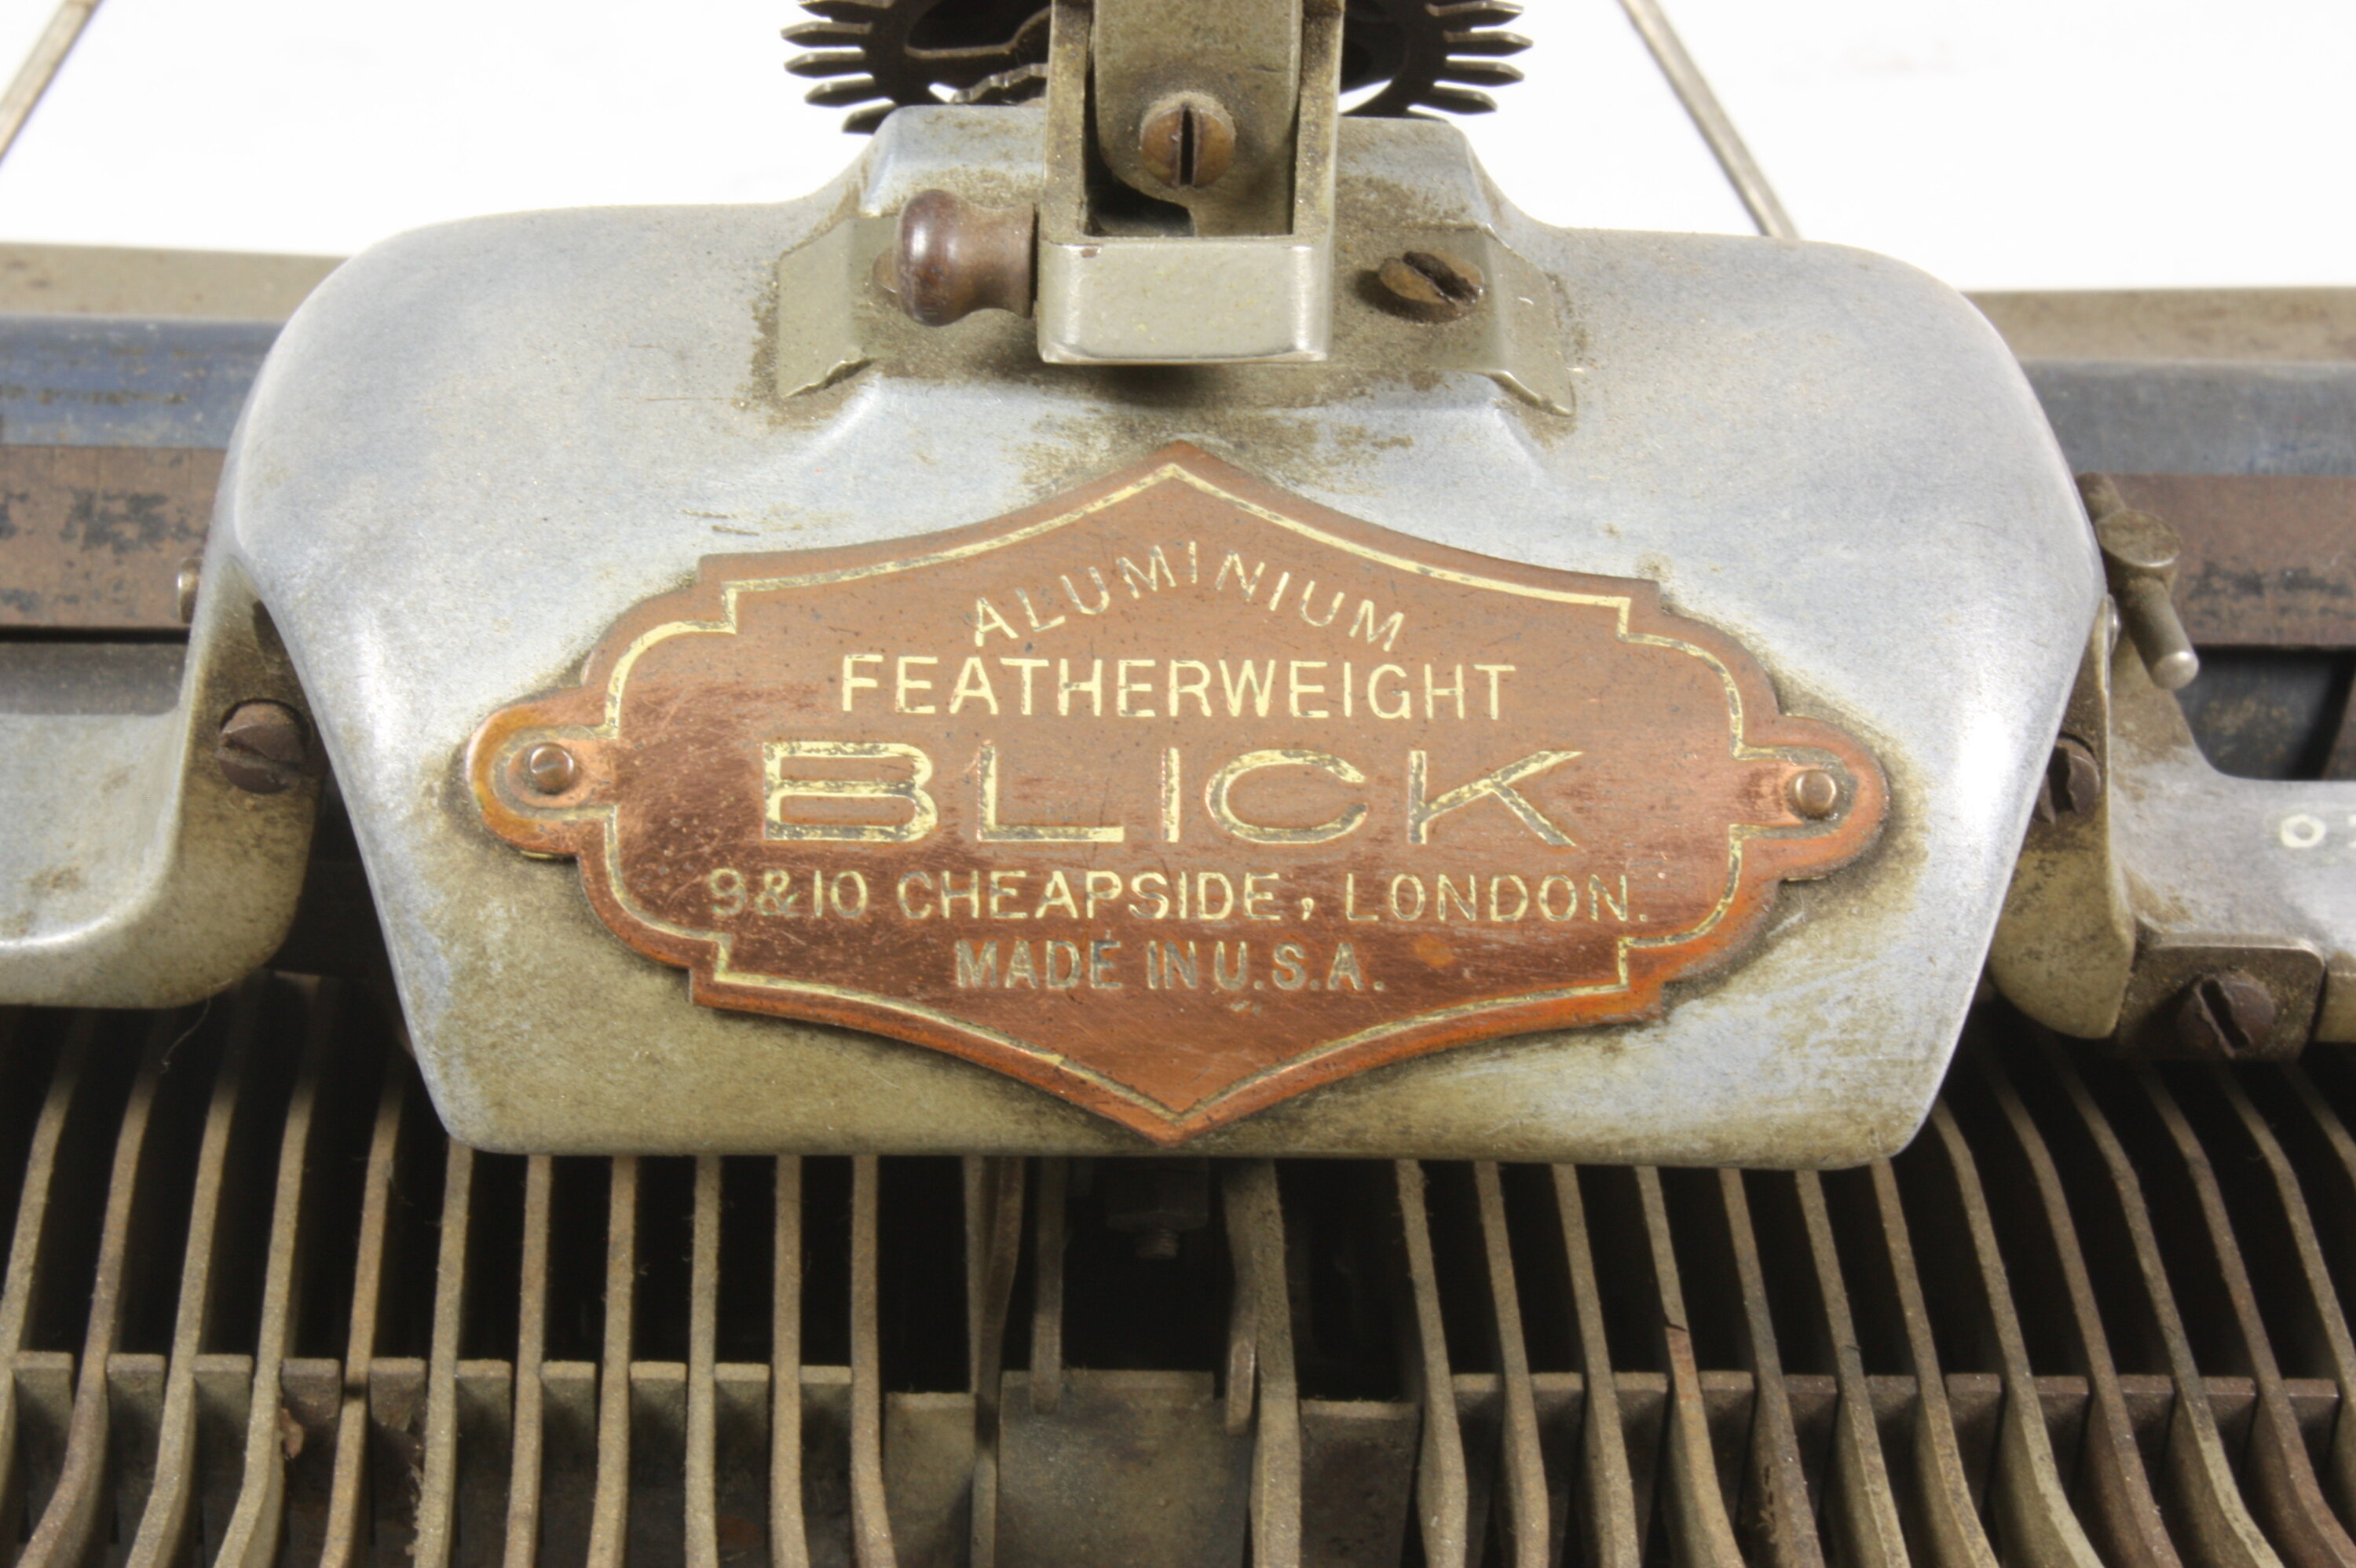 ALUMINIUM
FEATHERWEIGHT
BLICK
9&10 CHEAPSIDE, LONDON.
MADE IN U.S.A.